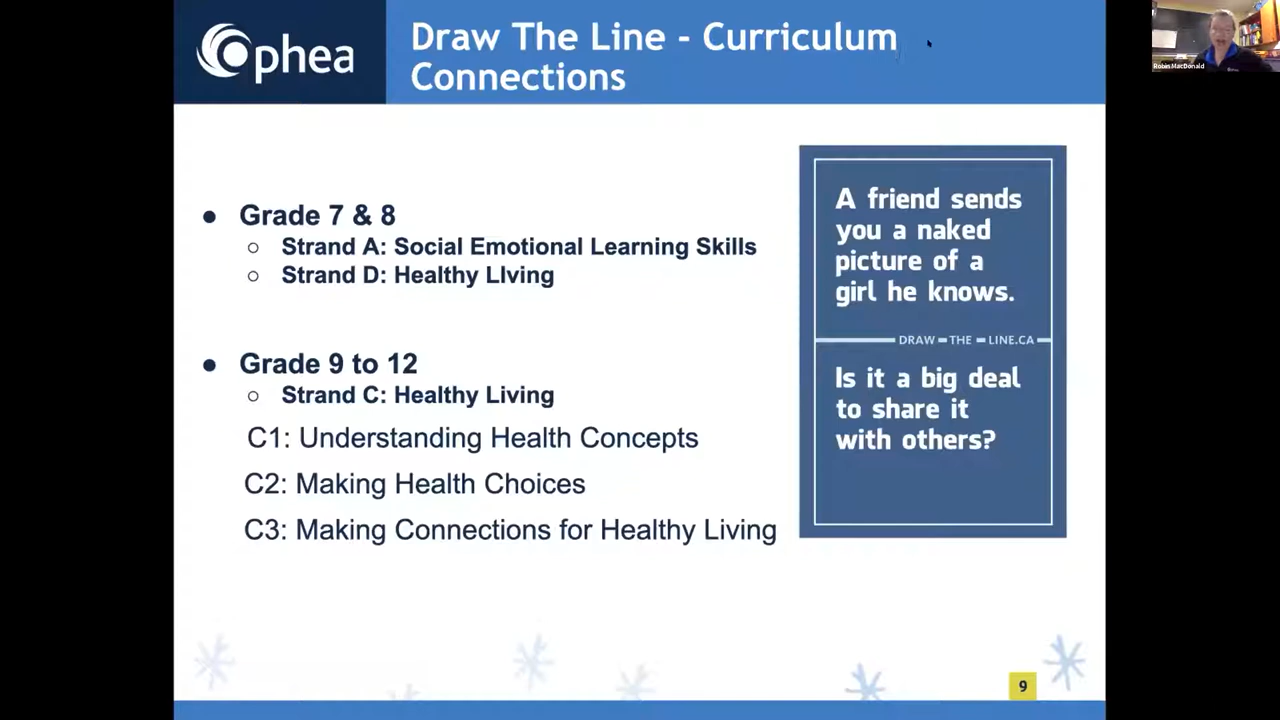 Ophea
Draw The Line - Curriculum
Connections
Robin MacDonald
● Grade 7 & 8
○ Strand A: Social Emotional Learning Skills
○ Strand D: Healthy LIving
● Grade 9 to 12
○ Strand C: Healthy Living
C1: Understanding Health Concepts
C2: Making Health Choices
C3: Making Connections for Healthy Living
A friend sends
you a naked
picture of a
girl he knows.
DRAW THE LINE.CA
Is it a big deal
to share it
with others?
9